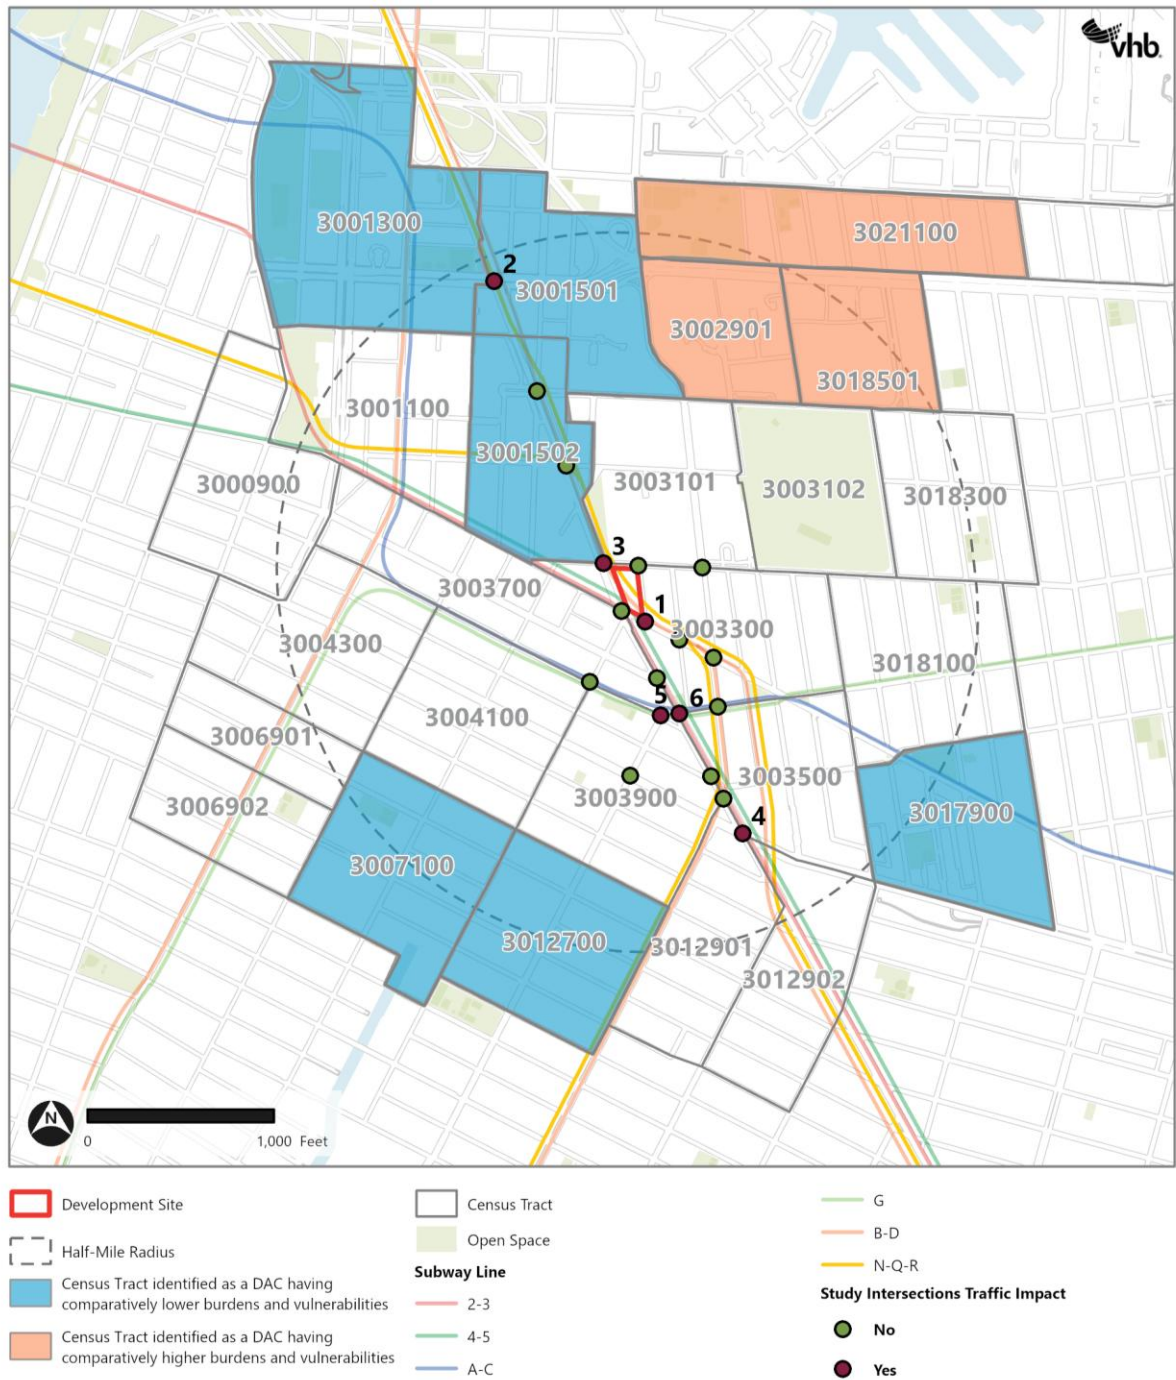 vhb
3001300
3021100
2
3001501
3002901
3018501
3001100
3001502
3000900
3003101
3003102
3018300
3
3003700
1
3003300
3004300
3018100
5
6
3004100
3006901
3003500
3003900
3006902
4
3017900
3007100
3012700
3012901
3012902
N
0
1,000 Feet
Development Site
Half-Mile Radius
Census Tract identified as a DAC having
comparatively lower burdens and vulnerabilities
Census Tract identified as a DAC having
comparatively higher burdens and vulnerabilities
Census Tract
Open Space
Subway Line
2-3
4-5
A-C
G
B-D
N-Q-R
Study Intersections Traffic Impact
No
Yes